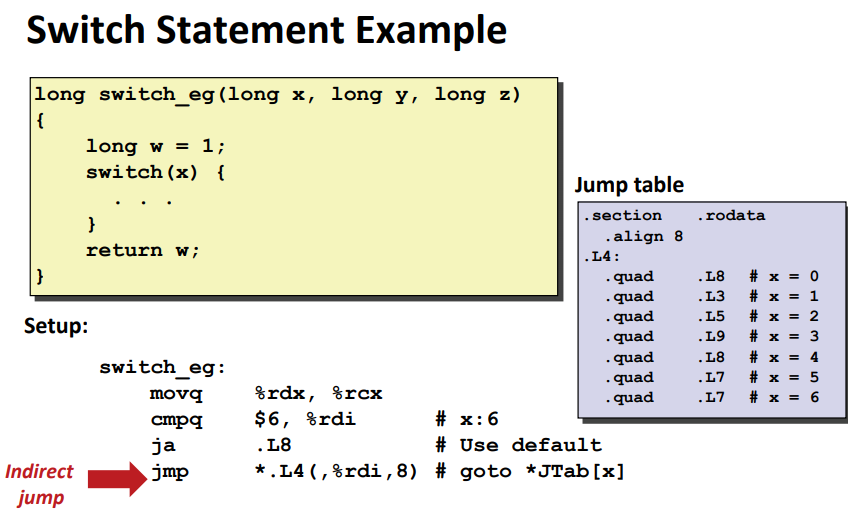 Switch Statement Example
long switch_eg(long x, long y, long z)
{
    long w = 1;
    switch(x) {
      . . .
    }
    return w;
}
Jump table
.section    .rodata
  .align 8
.L4:
  .quad    .L8  # x = 0
  .quad    .L3  # x = 1
  .quad    .L5  # x = 2
  .quad    .L9  # x = 3
  .quad    .L8  # x = 4
  .quad    .L7  # x = 5
  .quad    .L7  # x = 6
Setup:
switch_eg:
    movq    %rdx, %rcx
    cmpq    $6, %rdi       # x:6
    ja      .L8            # Use default
    jmp     *.L4(,%rdi,8) # goto *JTab[x]
Indirect
jump